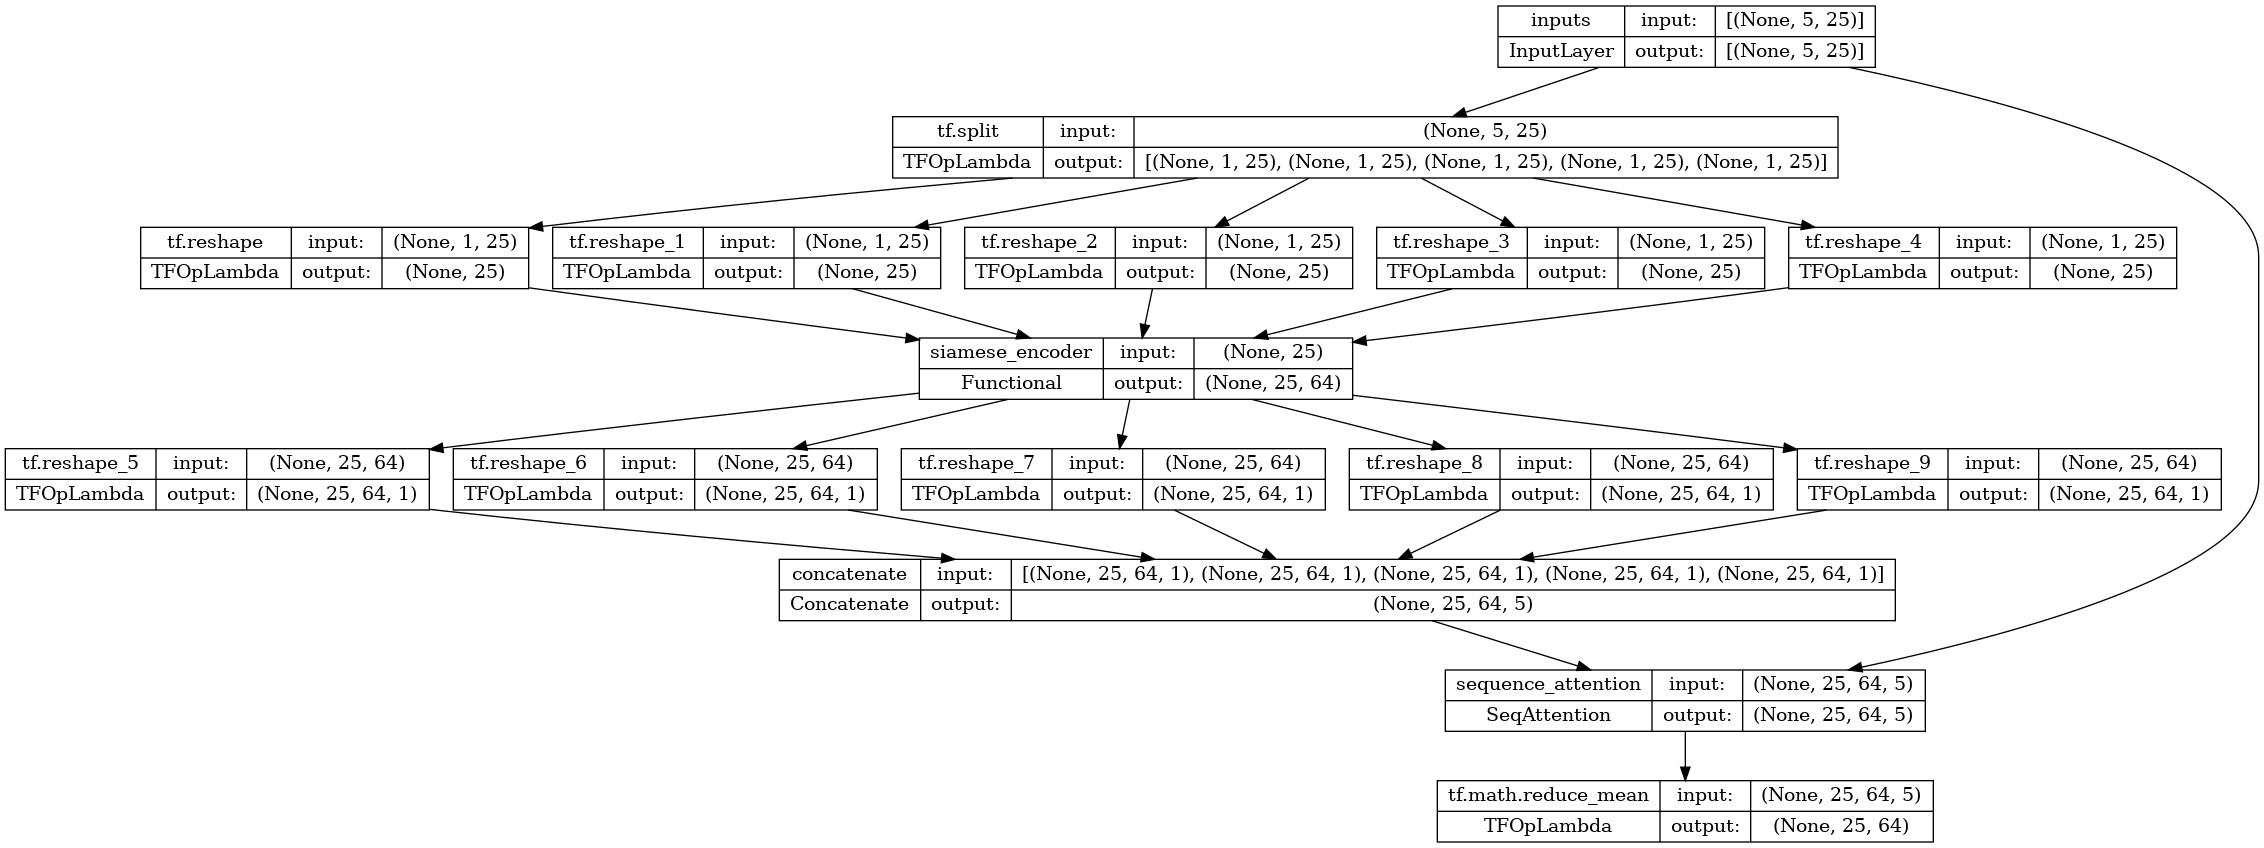 inputs input: [(None, 5, 25)]
InputLayer output: [(None, 5, 25)]
tf.split input: (None, 5, 25)
TFOpLambda output: [(None, 1, 25), (None, 1, 25), (None, 1, 25), (None, 1, 25), (None, 1, 25)]
tf.reshape input: (None, 1, 25)
TFOpLambda output: (None, 25)
tf.reshape_1 input: (None, 1, 25)
TFOpLambda output: (None, 25)
tf.reshape_2 input: (None, 1, 25)
TFOpLambda output: (None, 25)
tf.reshape_3 input: (None, 1, 25)
TFOpLambda output: (None, 25)
tf.reshape_4 input: (None, 1, 25)
TFOpLambda output: (None, 25)
siamese_encoder input: (None, 25)
Functional output: (None, 25, 64)
tf.reshape_5 input: (None, 25, 64)
TFOpLambda output: (None, 25, 64, 1)
tf.reshape_6 input: (None, 25, 64)
TFOpLambda output: (None, 25, 64, 1)
tf.reshape_7 input: (None, 25, 64)
TFOpLambda output: (None, 25, 64, 1)
tf.reshape_8 input: (None, 25, 64)
TFOpLambda output: (None, 25, 64, 1)
tf.reshape_9 input: (None, 25, 64)
TFOpLambda output: (None, 25, 64, 1)
concatenate input: [(None, 25, 64, 1), (None, 25, 64, 1), (None, 25, 64, 1), (None, 25, 64, 1), (None, 25, 64, 1)]
Concatenate output: (None, 25, 64, 5)
sequence_attention input: (None, 25, 64, 5)
SeqAttention output: (None, 25, 64, 5)
tf.math.reduce_mean input: (None, 25, 64, 5)
TFOpLambda output: (None, 25, 64)